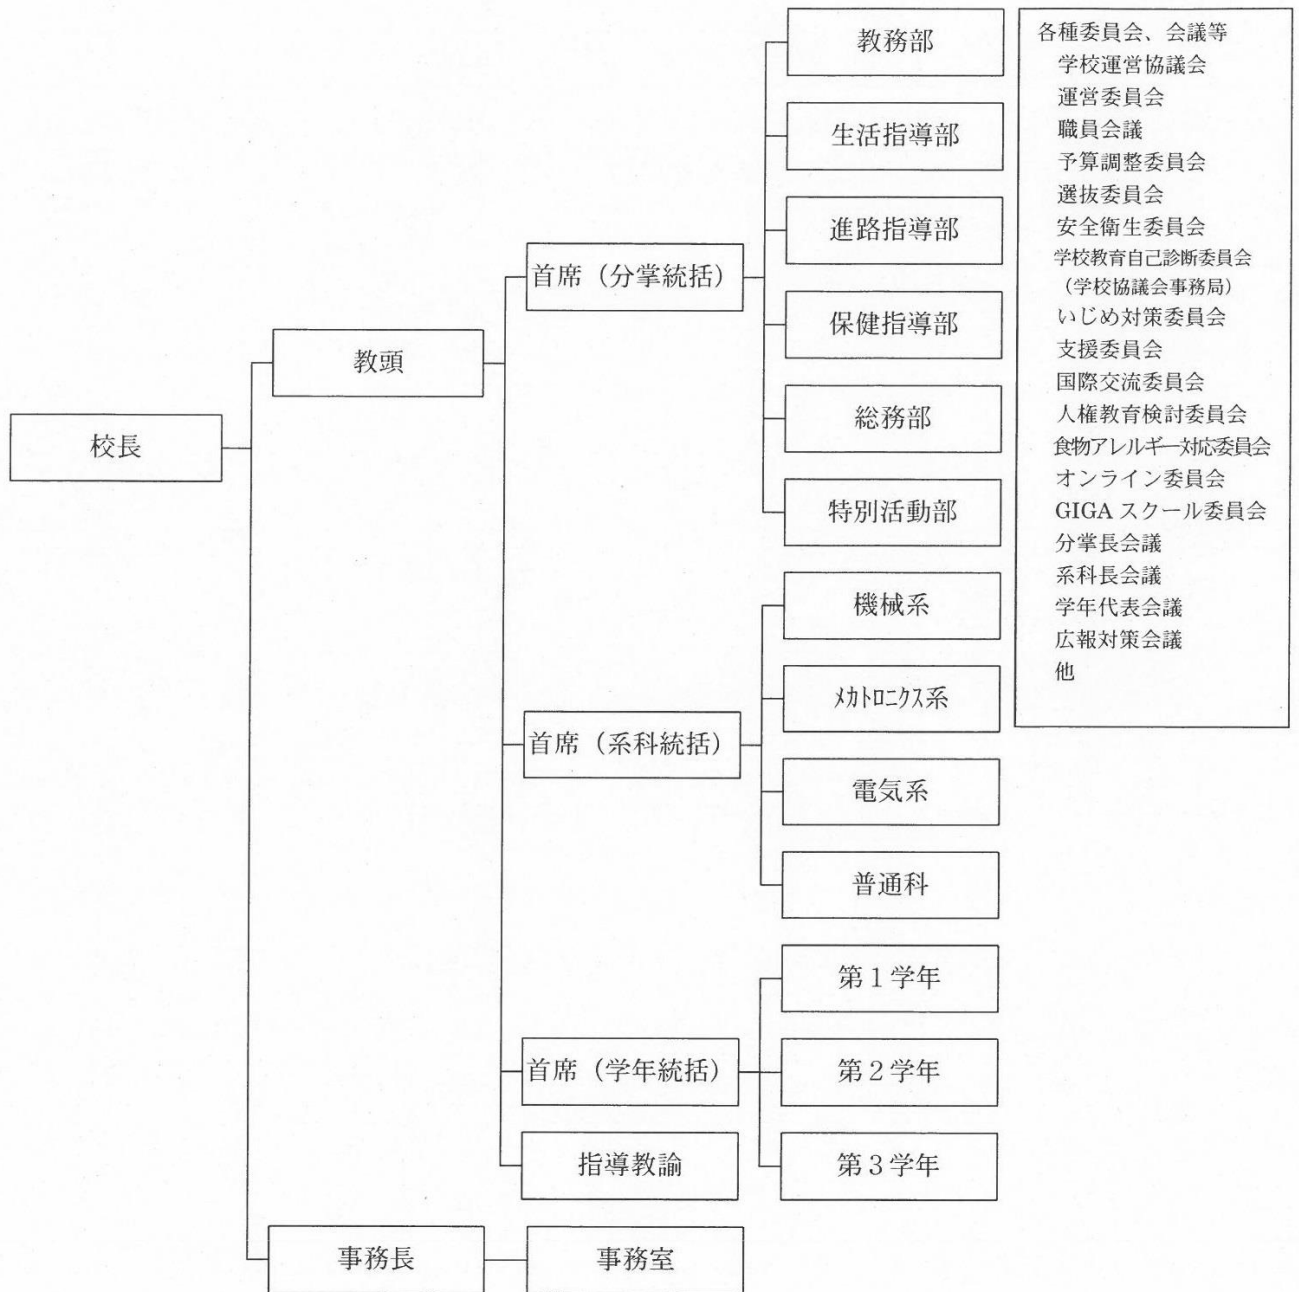 校長
教頭
事務長
首席（分掌統括）
首席（系科統括）
首席（学年統括）
指導教諭
事務室
教務部
生活指導部
進路指導部
保健指導部
総務部
特別活動部
機械系
ﾒｶﾄﾛﾆｸｽ系
電気系
普通科
第１学年
第２学年
第３学年
各種委員会、会議等
学校運営協議会
運営委員会
職員会議
予算調整委員会
選抜委員会
安全衛生委員会
学校教育自己診断委員会
（学校協議会事務局）
いじめ対策委員会
支援委員会
国際交流委員会
人権教育検討委員会
食物アレルギー対応委員会
オンライン委員会
GIGA スクール委員会
分掌長会議
系科長会議
学年代表会議
広報対策会議
他